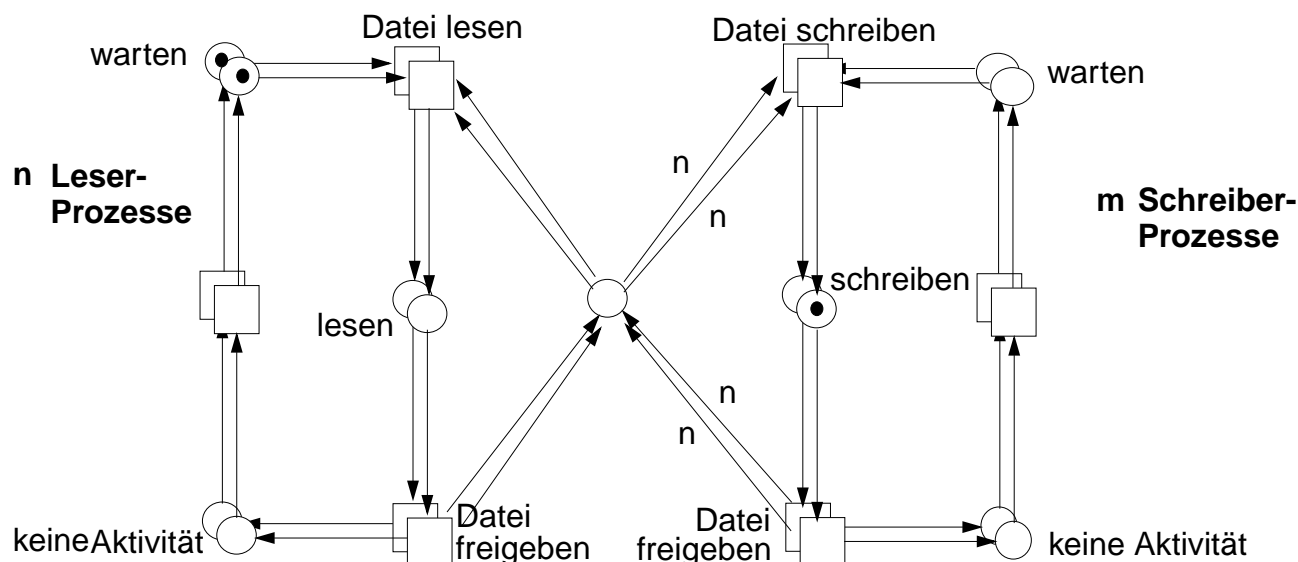 Datei lesen
Datei schreiben
warten
warten
n Leser-
Prozesse
n
n
m Schreiber-
Prozesse
schreiben
lesen
n
n
keine Aktivität
Datei
freigeben
Datei
freigeben
keine Aktivität